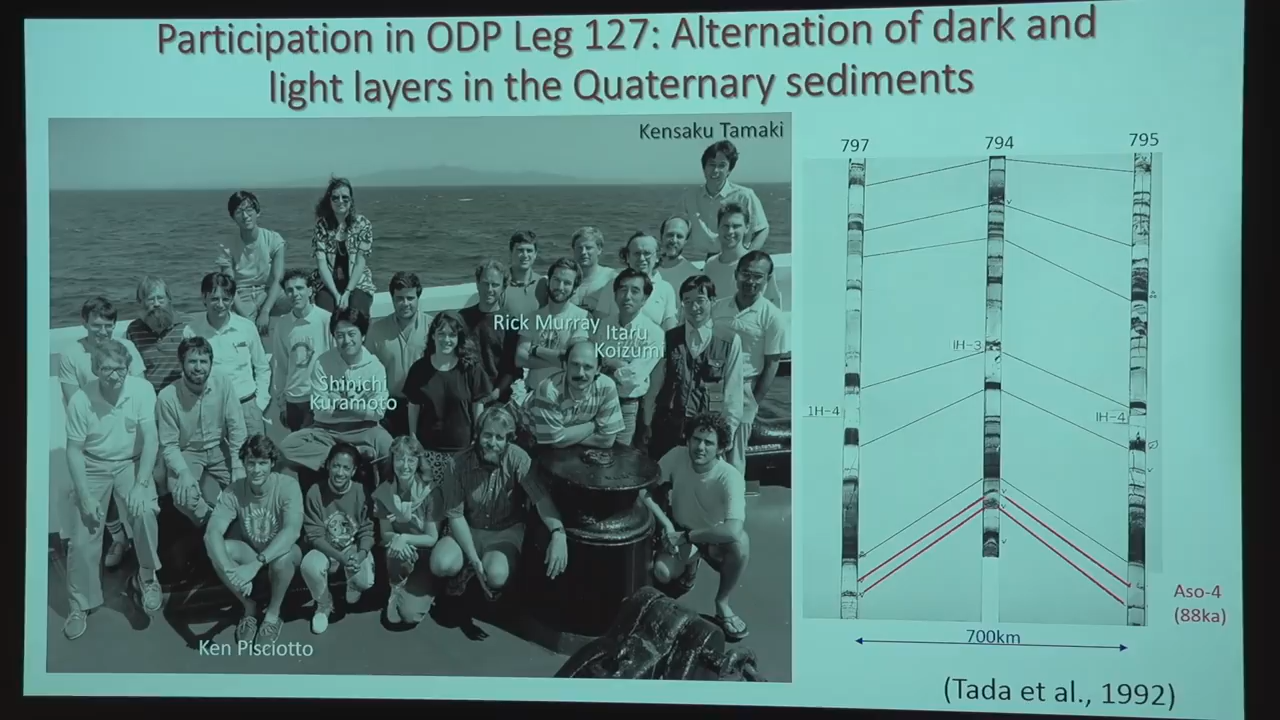 Participation in ODP Leg 127: Alternation of dark and
light layers in the Quaternary sediments
Kensaku Tamaki
Rick Murray
Itaru
Koizumi
Shinichi
Kuramoto
Ken Pisciotto
797
794
795
IH-3
1H-4
IH-4
Aso-4
(88ka)
700km
(Tada et al., 1992)